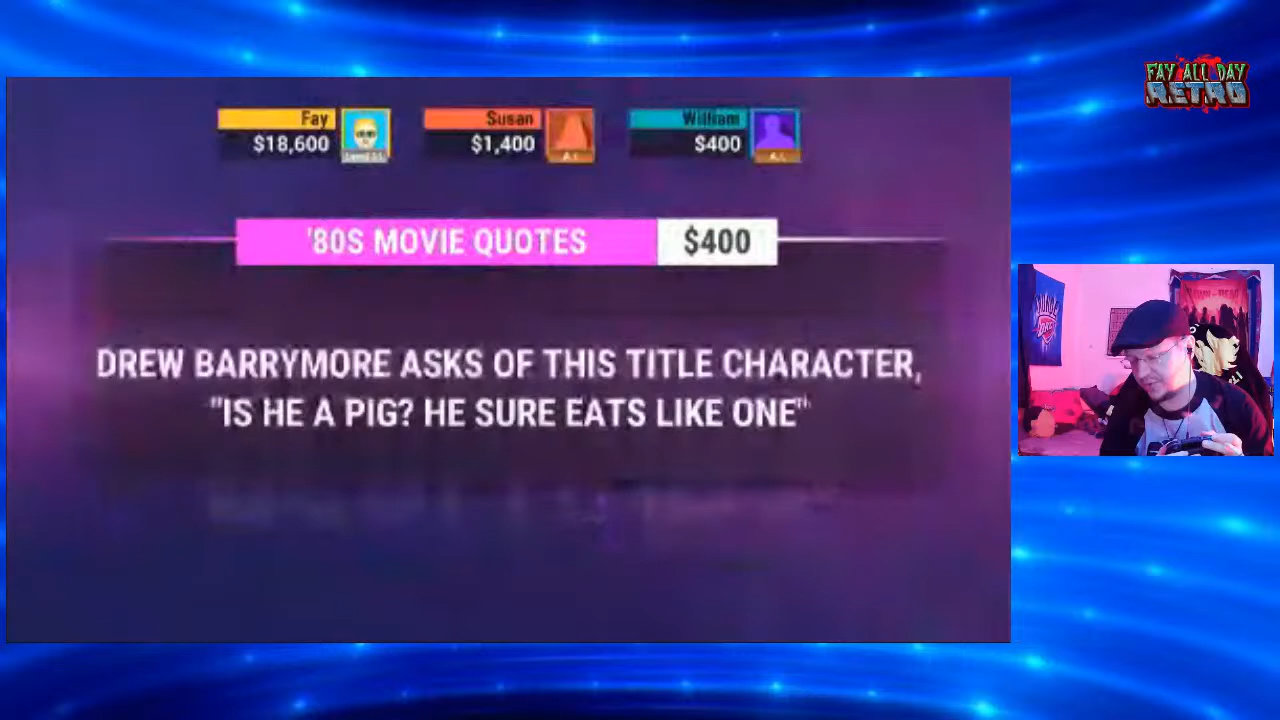 FAY ALL DAY
RETRO
Fay
$18,600
Susan
$1,400
A.I.
William
$400
A.I.
'80S MOVIE QUOTES
$400
DREW BARRYMORE ASKS OF THIS TITLE CHARACTER,
"IS HE A PIG? HE SURE EATS LIKE ONE"